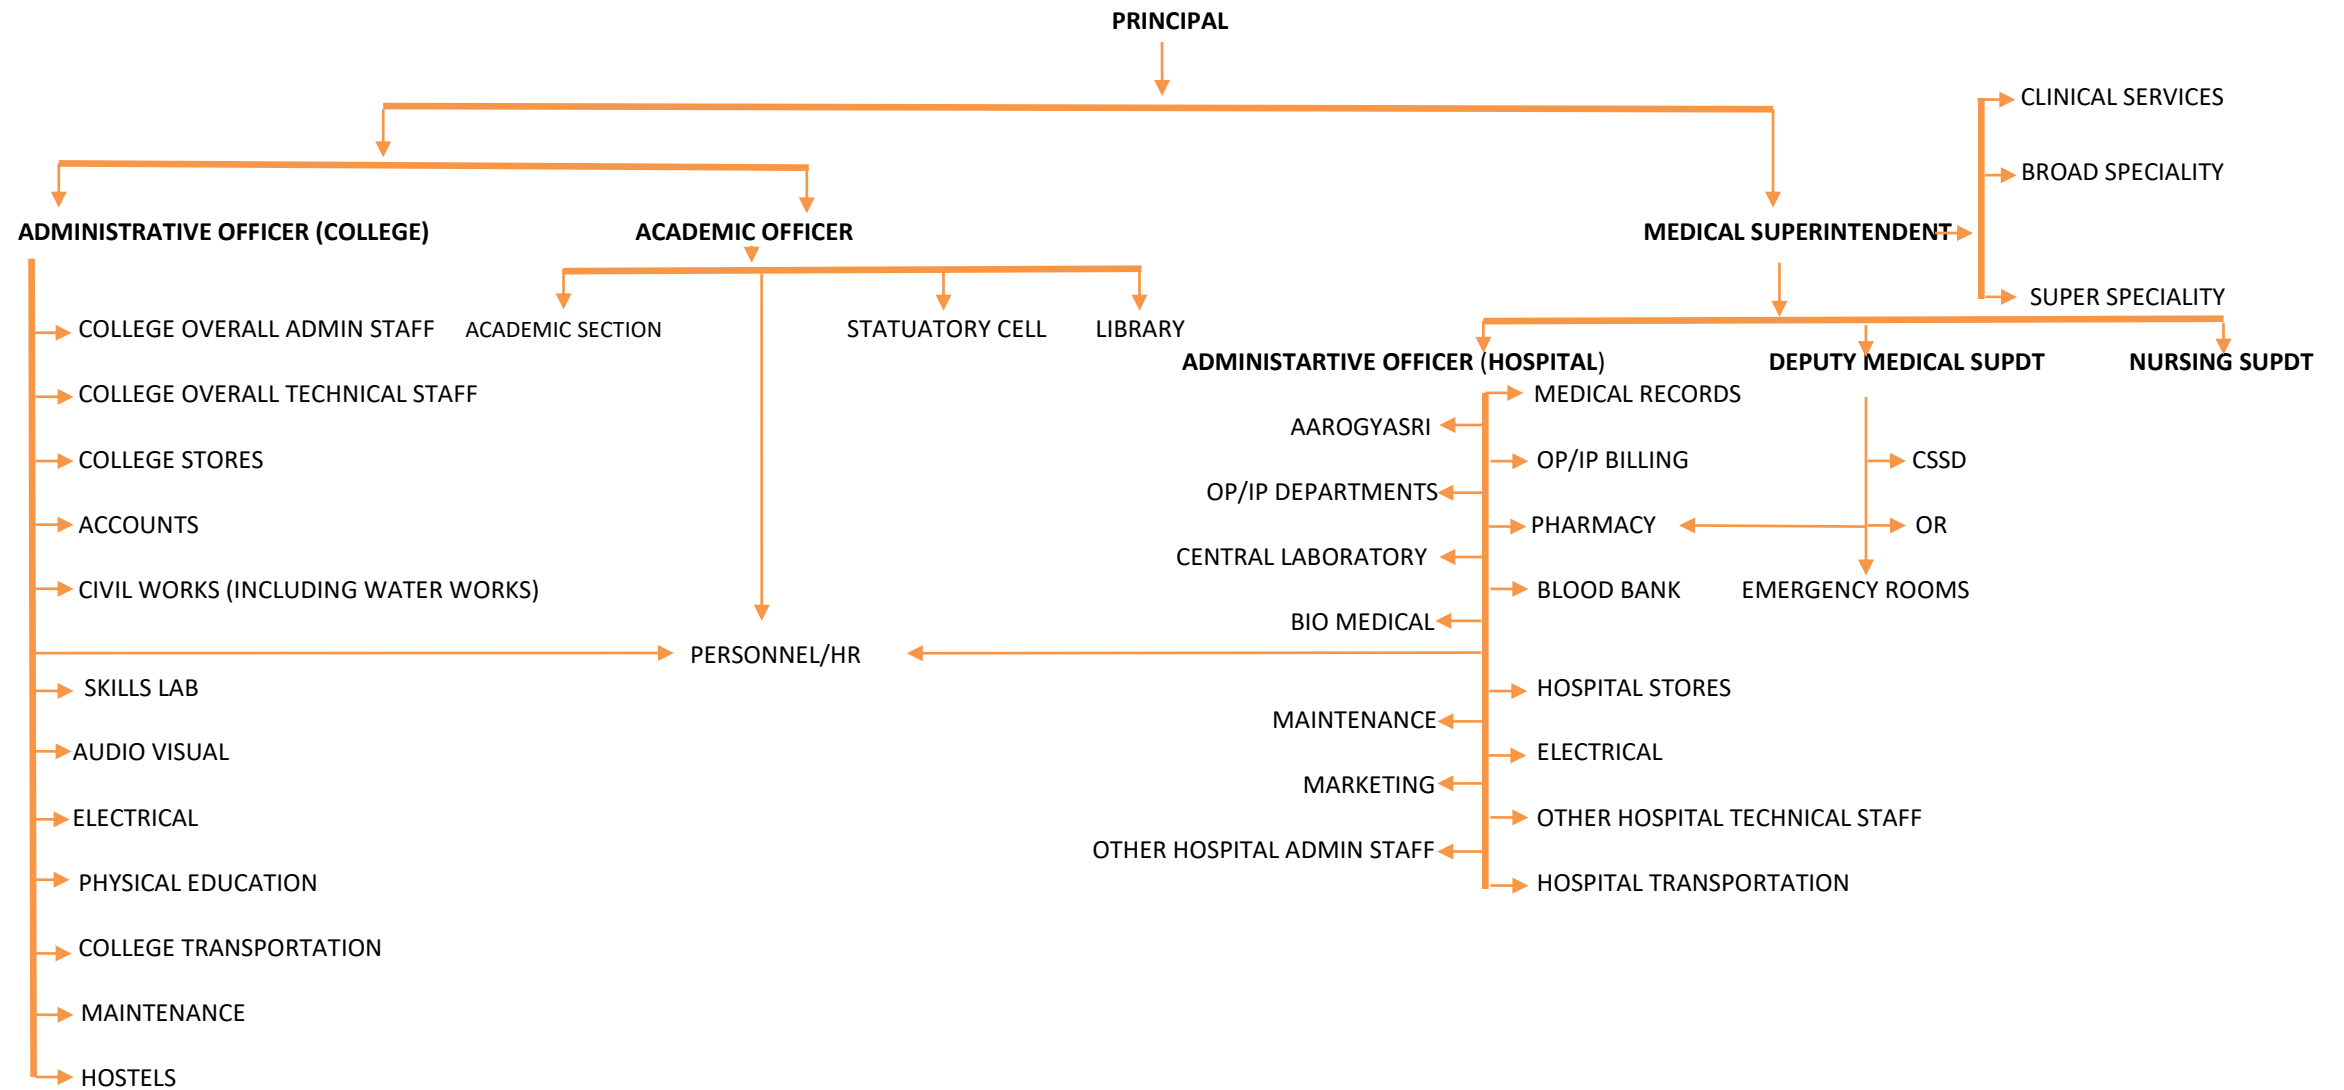 PRINCIPAL
CLINICAL SERVICES
BROAD SPECIALITY
ADMINISTRATIVE OFFICER (COLLEGE)
ACADEMIC OFFICER
MEDICAL SUPERINTENDENT
SUPER SPECIALITY
COLLEGE OVERALL ADMIN STAFF
ACADEMIC SECTION
STATUATORY CELL
LIBRARY
ADMINISTARTIVE OFFICER (HOSPITAL)
DEPUTY MEDICAL SUPDT
NURSING SUPDT
COLLEGE OVERALL TECHNICAL STAFF
MEDICAL RECORDS
AAROGYASRI
COLLEGE STORES
OP/IP BILLING
CSSD
OP/IP DEPARTMENTS
ACCOUNTS
PHARMACY
OR
CENTRAL LABORATORY
CIVIL WORKS (INCLUDING WATER WORKS)
BLOOD BANK
EMERGENCY ROOMS
BIO MEDICAL
PERSONNEL/HR
SKILLS LAB
HOSPITAL STORES
MAINTENANCE
AUDIO VISUAL
ELECTRICAL
MARKETING
ELECTRICAL
OTHER HOSPITAL TECHNICAL STAFF
OTHER HOSPITAL ADMIN STAFF
PHYSICAL EDUCATION
HOSPITAL TRANSPORTATION
COLLEGE TRANSPORTATION
MAINTENANCE
HOSTELS